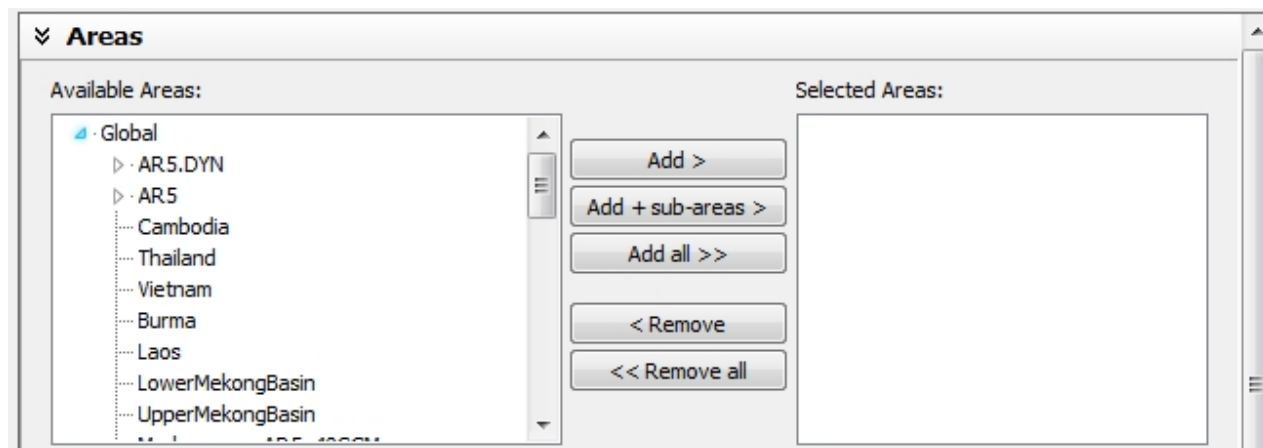 Areas
Available Areas:
Selected Areas:
Global
AR5.DYN
AR5
Cambodia
Thailand
Vietnam
Burma
Laos
LowerMekongBasin
UpperMekongBasin
Add >
Add + sub-areas >
Add all >>
< Remove
<< Remove all